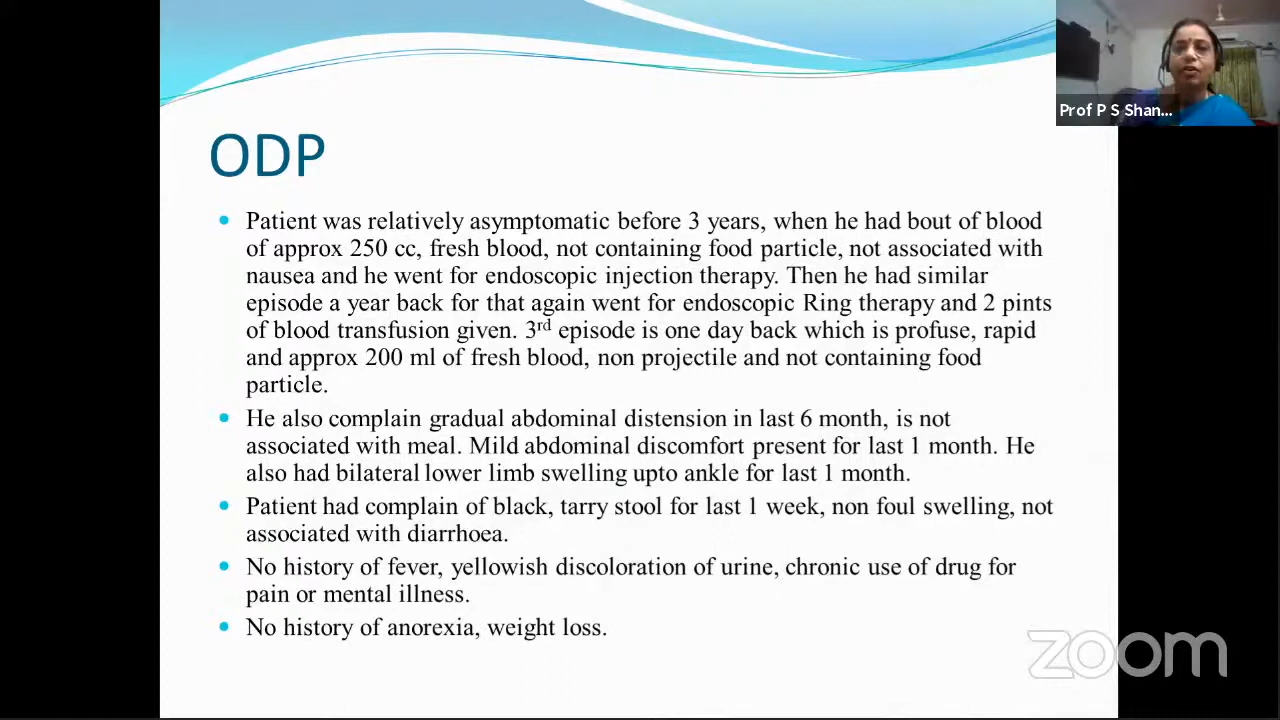 Prof P S Shan...
ODP
Patient was relatively asymptomatic before 3 years, when he had bout of blood
of approx 250 cc, fresh blood, not containing food particle, not associated with
nausea and he went for endoscopic injection therapy. Then he had similar
episode a year back for that again went for endoscopic Ring therapy and 2 pints
of blood transfusion given. 3rd episode is one day back which is profuse, rapid
and approx 200 ml of fresh blood, non projectile and not containing food
particle.
He also complain gradual abdominal distension in last 6 month, is not
associated with meal. Mild abdominal discomfort present for last 1 month. He
also had bilateral lower limb swelling upto ankle for last 1 month.
Patient had complain of black, tarry stool for last 1 week, non foul swelling, not
associated with diarrhoea.
No history of fever, yellowish discoloration of urine, chronic use of drug for
pain or mental illness.
No history of anorexia, weight loss.
zoom